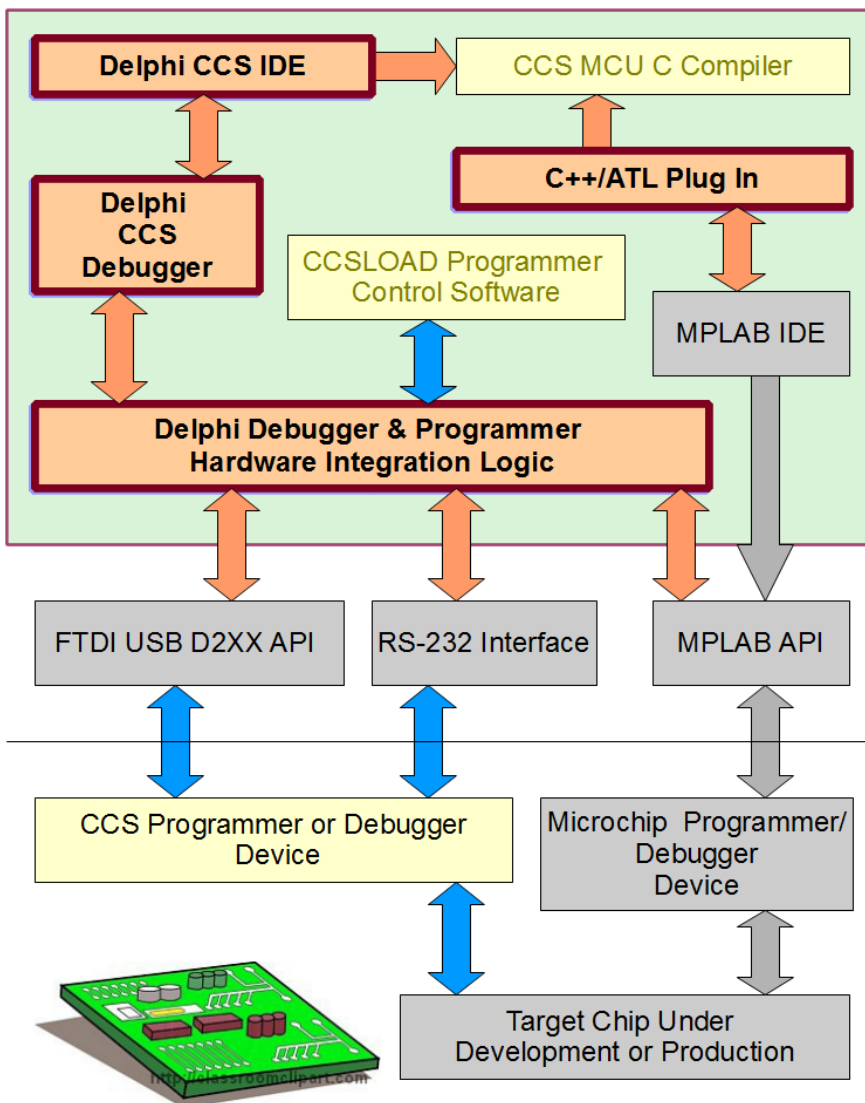 Delphi CCS IDE
CCS MCU C Compiler
C++/ATL Plug In
Delphi
CCS
Debugger
CCSLOAD Programmer
Control Software
MPLAB IDE
Delphi Debugger & Programmer
Hardware Integration Logic
FTDI USB D2XX API
RS-232 Interface
MPLAB API
CCS Programmer or Debugger
Device
Microchip Programmer/
Debugger
Device
Target Chip Under
Development or Production
http://classroomclipart.com